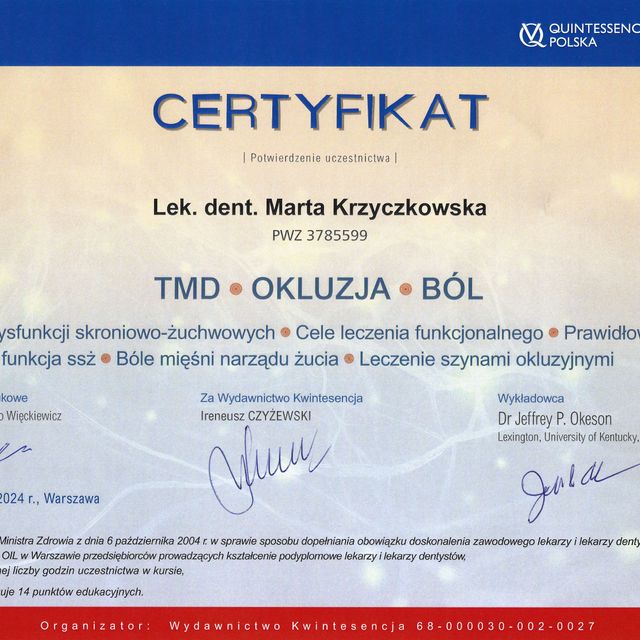 QUINTESSENC
POLSKA
CERTYFIKAT
| Potwierdzenie uczestnictwa |
Lek. dent. Marta Krzyczkowska
PWZ 3785599
TMD • OKLUZJA • BÓL
ysfunkcji skroniowo-żuchwowych • Cele leczenia funkcjonalnego • Prawidłow
funkcja ssż • Bóle mięśni narządu żucia • Leczenie szynami okluzyjnymi
ukowe
o Więckiewicz
Za Wydawnictwo Kwintesencja
Ireneusz CZYŻEWSKI
Wykładowca
Dr Jeffrey P. Okeson
Lexington, University of Kentucky,
2024 r., Warszawa
Ministra Zdrowia z dnia 6 października 2004 r. w sprawie sposobu dopełniania obowiązku doskonalenia zawodowego lekarzy i lekarzy denty
OIL w Warszawie przedsiębiorców prowadzących kształcenie podyplomowe lekarzy i lekarzy dentystów,
nej liczby godzin uczestnictwa w kursie,
uje 14 punktów edukacyjnych.
Organizator: Wydawnictwo Kwintesencja 68-000030-002-0027